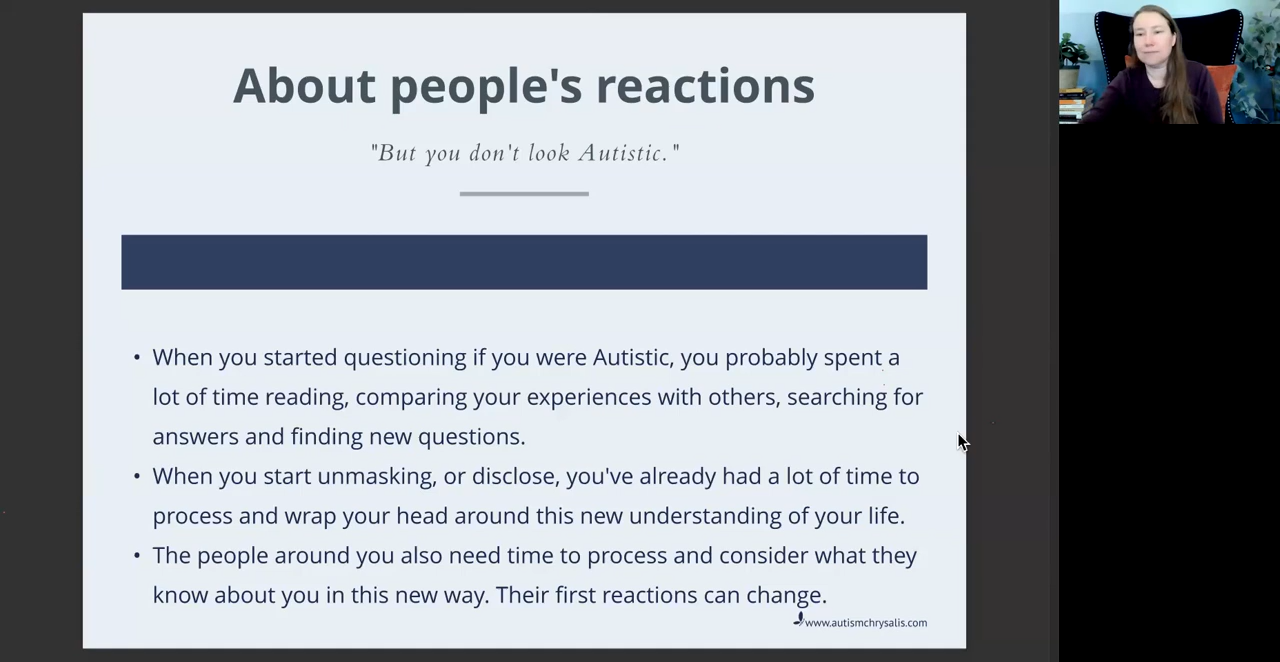 About people's reactions
"But you don't look Autistic."
• When you started questioning if you were Autistic, you probably spent a
lot of time reading, comparing your experiences with others, searching for
answers and finding new questions.
• When you start unmasking, or disclose, you've already had a lot of time to
process and wrap your head around this new understanding of your life.
• The people around you also need time to process and consider what they
know about you in this new way. Their first reactions can change.
www.autismchrysalis.com